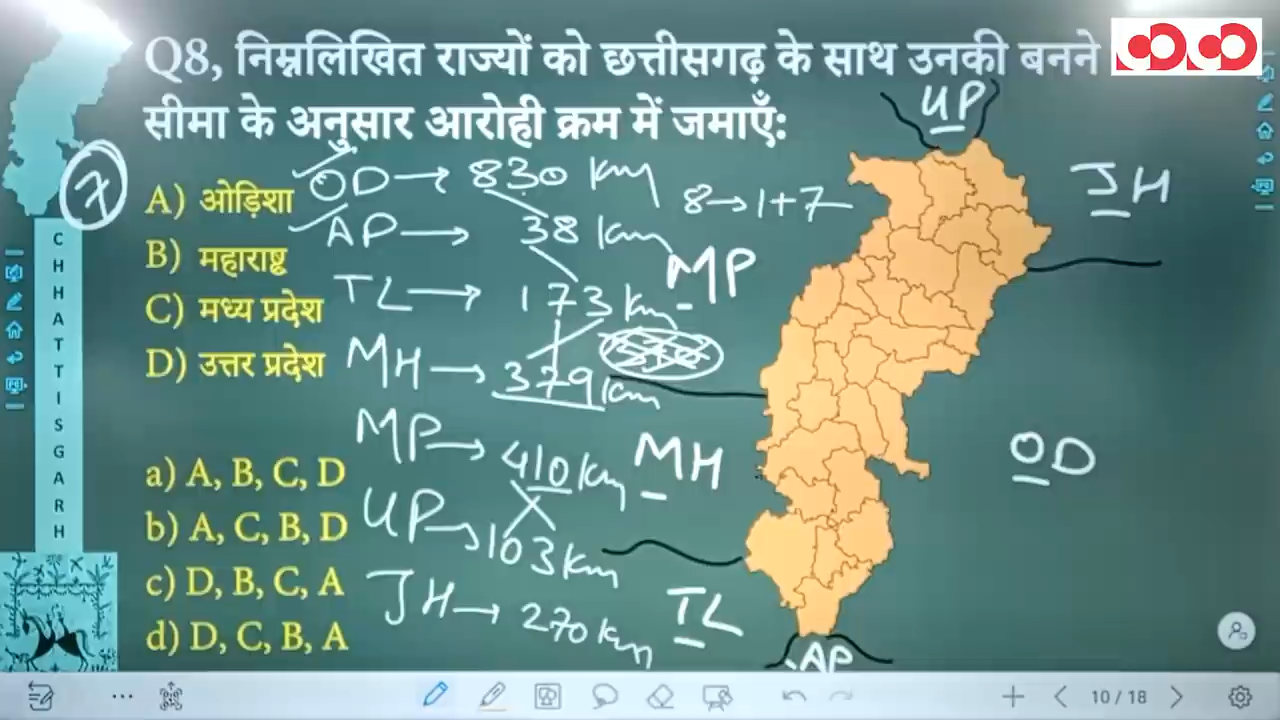 Q8, निम्नलिखित राज्यों को छत्तीसगढ़ के साथ उनकी बनने
सीमा के अनुसार आरोही क्रम में जमाएँ:
7
A) ओड़िशा
B) महाराष्ट्र
C) मध्य प्रदेश
D) उत्तर प्रदेश
a) A, B, C, D
b) A, C, B, D
c) D, B, C, A
d) D, C, B, A
OD → 830 km
AP → 38 km
TL → 173 km
MH → 379 km
MP → 410 km
UP → 103 km
JH → 270 km
8 → 1+7
UP
JH
MP
MH
OD
TL
AP
CHHATTISGARH
10 / 18